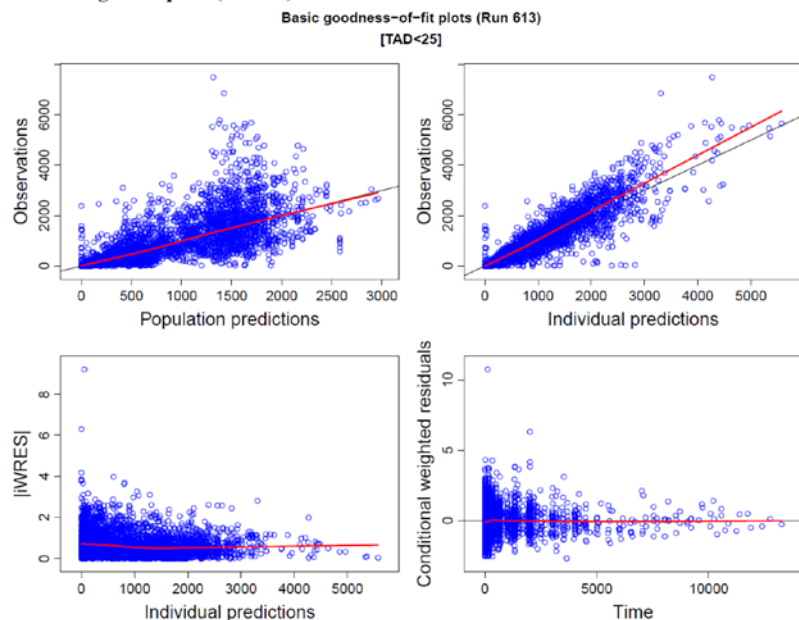 Basic goodness-of-fit plots (Run 613)
[TAD<25]
Observations
0 2000 4000 6000
0 500 1000 1500 2000 2500 3000
Population predictions
Observations
0 2000 4000 6000
0 1000 2000 3000 4000 5000
Individual predictions
|iWRES|
0 2 4 6 8
0 1000 2000 3000 4000 5000
Individual predictions
Conditional weighted residuals
0 5 10
0 5000 10000
Time